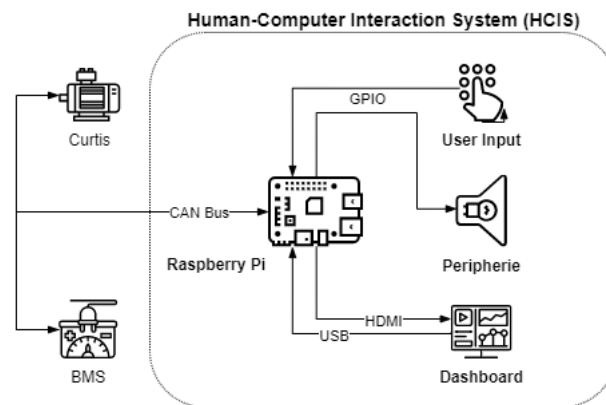 Human-Computer Interaction System (HCIS)
GPIO
Curtis
User Input
CAN Bus
Raspberry Pi
Peripherie
HDMI
USB
BMS
Dashboard